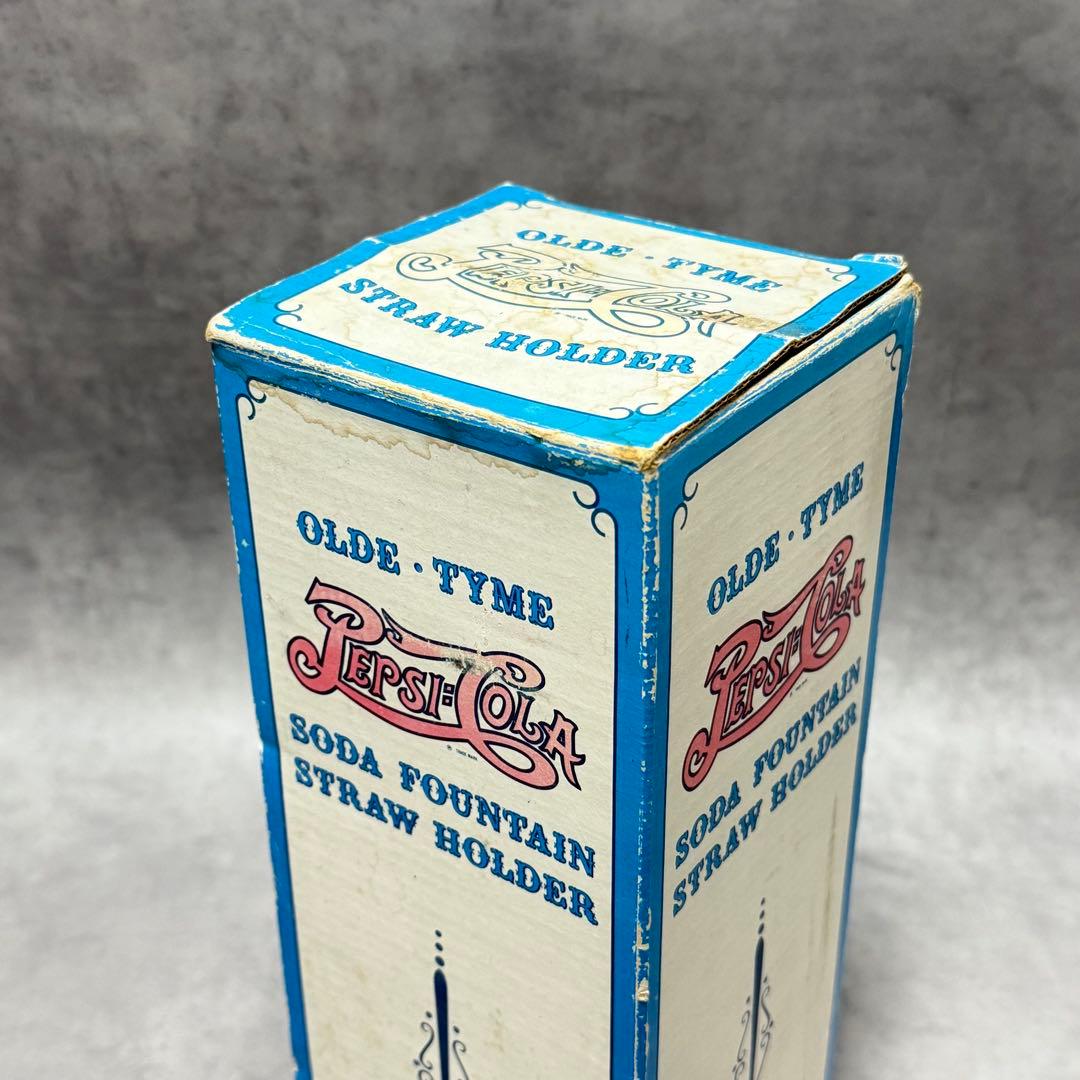 OLDE · TYME
PEPSI:COLA
STRAW HOLDER
OLDE · TYME
PEPSI:COLA
SODA FOUNTAIN
STRAW HOLDER
OLDE · TYME
PEPSI:COLA
SODA FOUNTAIN
STRAW HOLDER